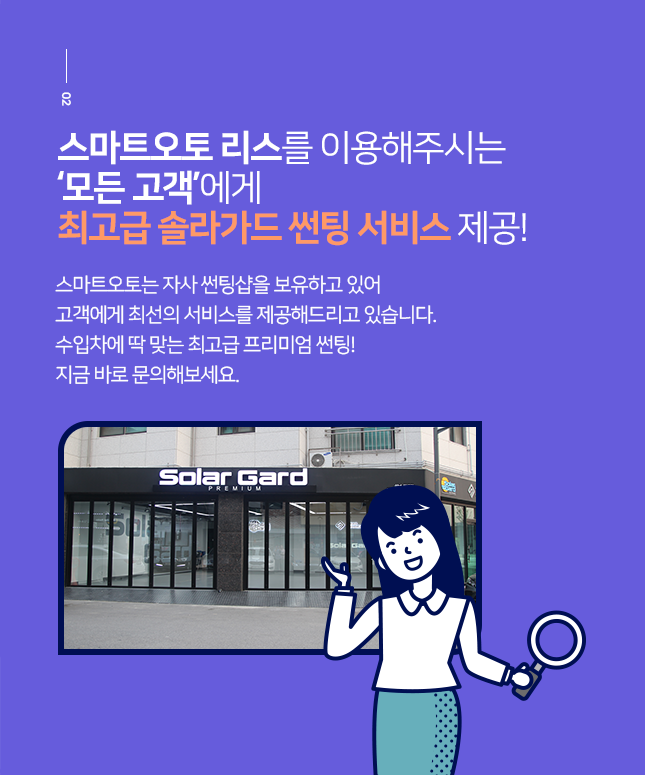 02
스마트오토 리스를 이용해주시는
‘모든 고객’에게
최고급 솔라가드 썬팅 서비스 제공!
스마트오토는 자사 썬팅샵을 보유하고 있어
고객에게 최선의 서비스를 제공해드리고 있습니다.
수입차에 딱 맞는 최고급 프리미엄 썬팅!
지금 바로 문의해보세요.
Solar Gard
PREMIUM
Solar Gard